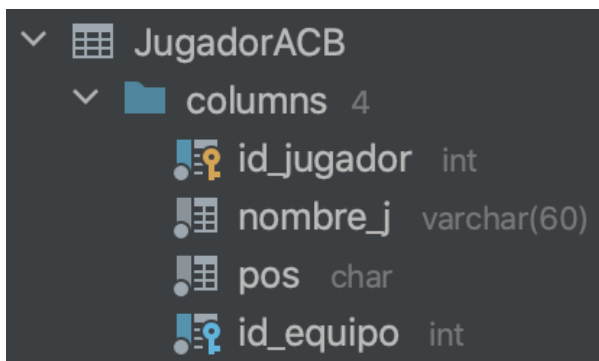 JugadorACB
columns 4
id_jugador int
nombre_j varchar(60)
pos char
id_equipo int